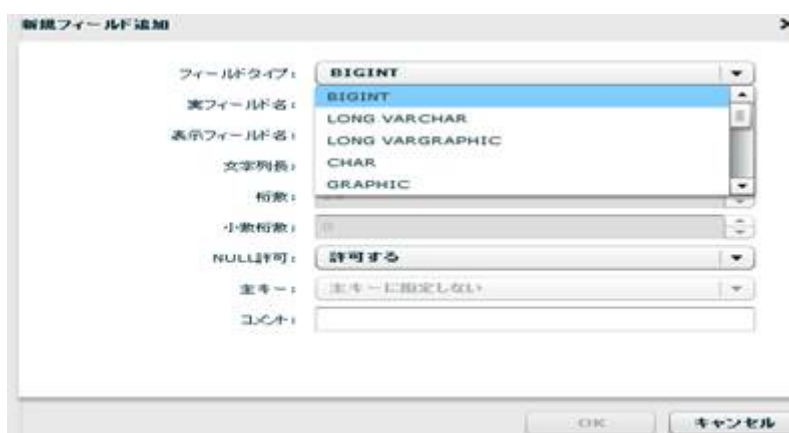 新規フィールド追加
フィールドタイプ: BIGINT
BIGINT
実フィールド名:
LONG VARCHAR
表示フィールド名:
LONG VARGRAPHIC
文字列長:
CHAR
GRAPHIC
桁数:
小数桁数: 0
NULL許可: 許可する
主キー: 主キーに指定しない
コメント:
OK キャンセル